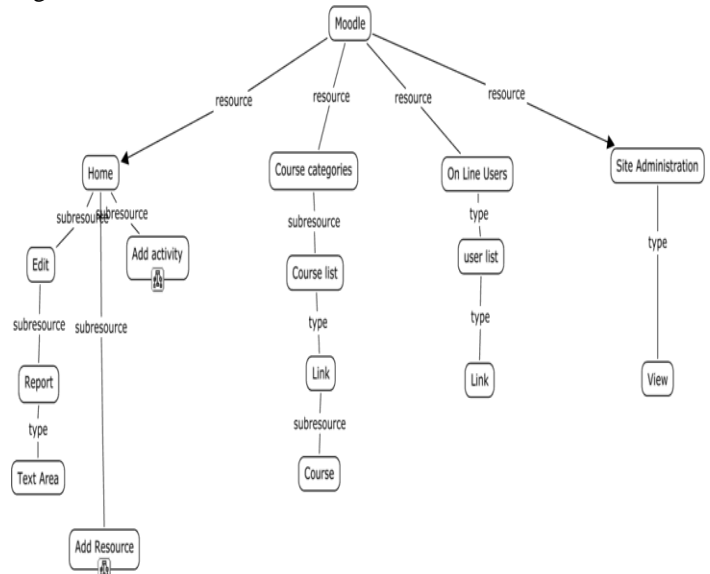 Moodle
resource
resource
resource
resource
Home
Course categories
On Line Users
Site Administration
subresource
subresource
subresource
type
type
Edit
Add activity
Course list
user list
subresource
subresource
type
type
Report
Link
Link
View
type
subresource
Text Area
Course
Add Resource